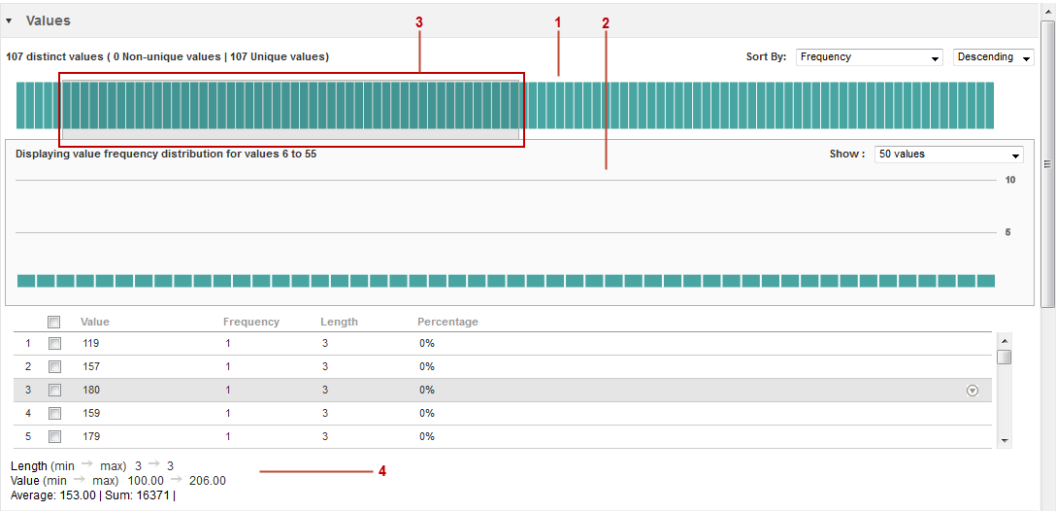 Values
3 1 2
107 distinct values ( 0 Non-unique values | 107 Unique values) Sort By: Frequency Descending
Displaying value frequency distribution for values 6 to 55 Show : 50 values
10
5
Value Frequency Length Percentage
1 119 1 3 0%
2 157 1 3 0%
3 180 1 3 0%
4 159 1 3 0%
5 179 1 3 0%
Length (min → max) 3 → 3
Value (min → max) 100.00 → 206.00 4
Average: 153.00 | Sum: 16371 |